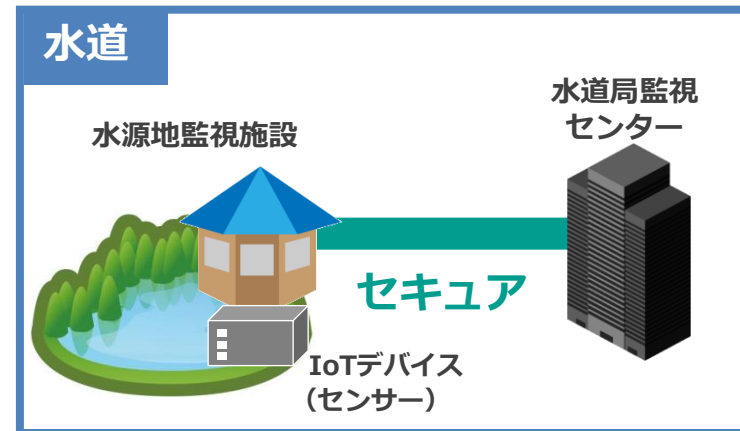 水道
水道局監視
センター
水源地監視施設
セキュア
IoTデバイス
（センサー）